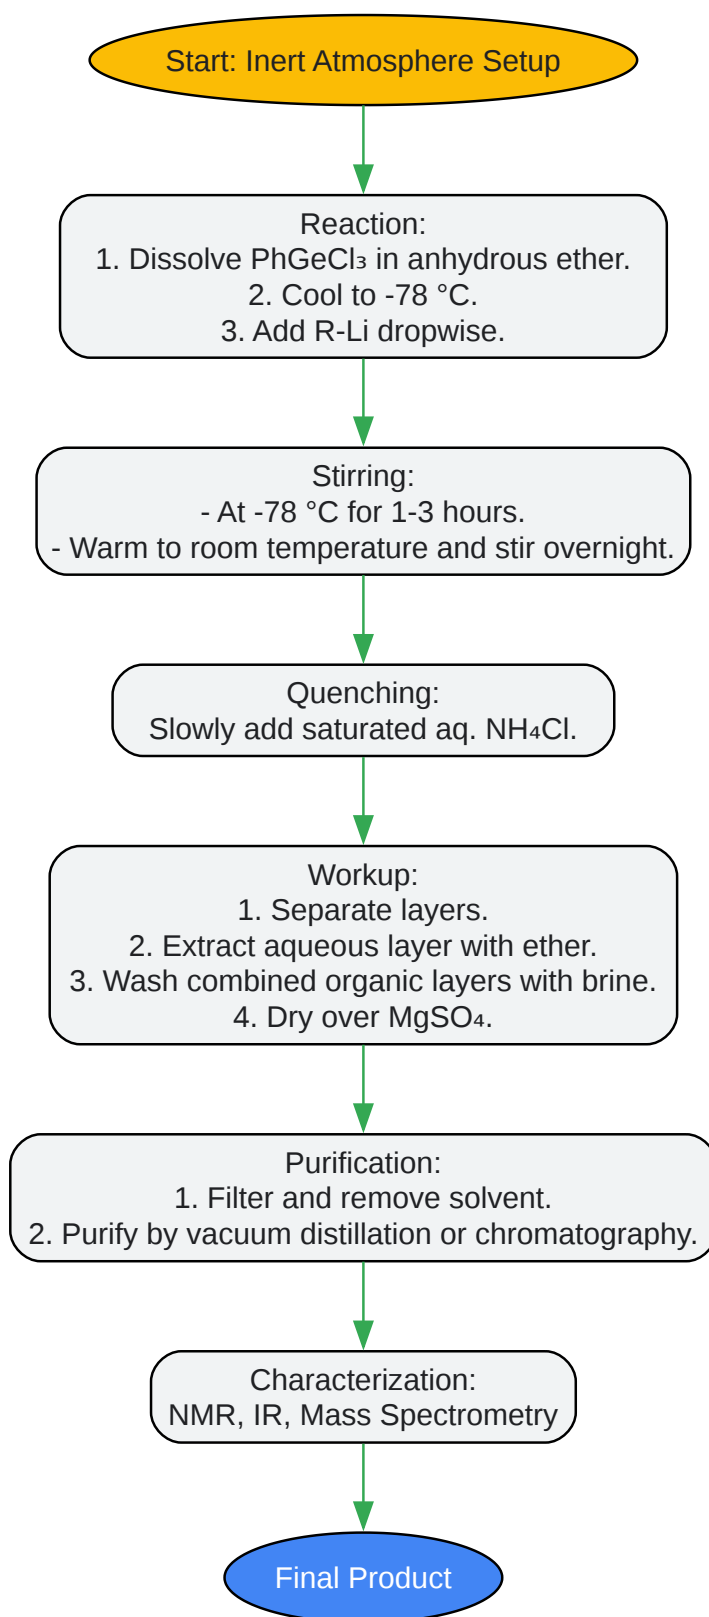 Start: Inert Atmosphere Setup
Reaction:
1. Dissolve PhGeCl₃ in anhydrous ether.
2. Cool to -78 °C.
3. Add R-Li dropwise.
Stirring:
- At -78 °C for 1-3 hours.
- Warm to room temperature and stir overnight.
Quenching:
Slowly add saturated aq. NH₄Cl.
Workup:
1. Separate layers.
2. Extract aqueous layer with ether.
3. Wash combined organic layers with brine.
4. Dry over MgSO₄.
Purification:
1. Filter and remove solvent.
2. Purify by vacuum distillation or chromatography.
Characterization:
NMR, IR, Mass Spectrometry
Final Product